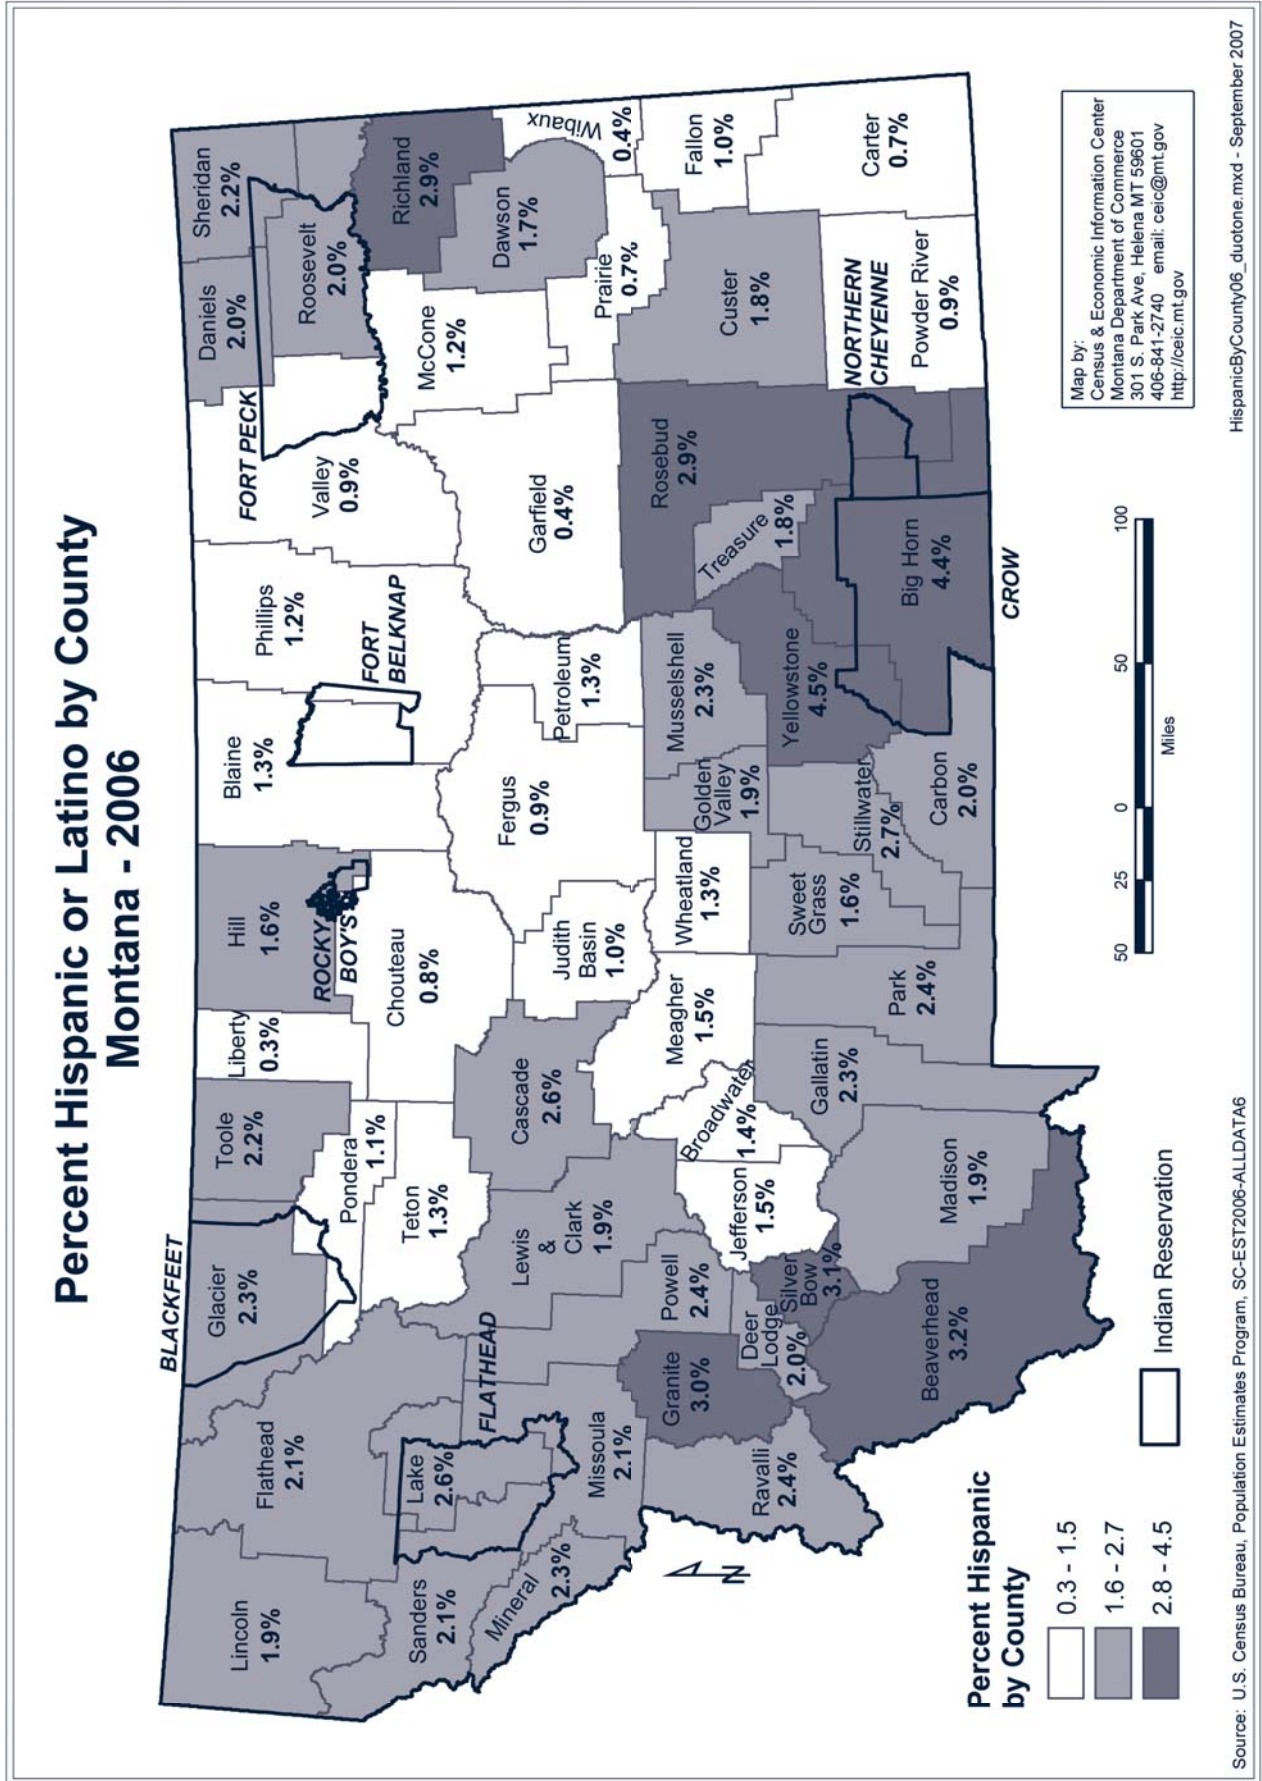 Percent Hispanic or Latino by County
Montana - 2006
BLACKFEET
Lincoln
1.9%
Flathead
2.1%
Glacier
2.3%
Toole
2.2%
Liberty
0.3%
Hill
1.6%
Blaine
1.3%
Phillips
1.2%
FORT PECK
Valley
0.9%
Daniels
2.0%
Sheridan
2.2%
Roosevelt
2.0%
Pondera
1.1%
ROCKY
BOY'S
Chouteau
0.8%
FORT
BELKNAP
Sanders
2.1%
Lake
2.6%
FLATHEAD
Teton
1.3%
McCone
1.2%
Richland
2.9%
Mineral
2.3%
Missoula
2.1%
Lewis
&
Clark
1.9%
Cascade
2.6%
Judith
Basin
1.0%
Fergus
0.9%
Petroleum
1.3%
Garfield
0.4%
Prairie
0.7%
Dawson
1.7%
Wibaux
0.4%
Granite
3.0%
Powell
2.4%
Meagher
1.5%
Wheatland
1.3%
Golden
Valley
1.9%
Musselshell
2.3%
Rosebud
2.9%
Treasure
1.8%
Custer
1.8%
Fallon
1.0%
Ravalli
2.4%
Deer
Lodge
2.0%
Silver
Bow
3.1%
Jefferson
1.5%
Broadwater
1.4%
Gallatin
2.3%
Park
2.4%
Sweet
Grass
1.6%
Stillwater
2.7%
Yellowstone
4.5%
Big Horn
4.4%
NORTHERN
CHEYENNE
Powder River
0.9%
Carter
0.7%
Beaverhead
3.2%
Madison
1.9%
Carbon
2.0%
CROW
N
Percent Hispanic
by County
0.3 - 1.5
1.6 - 2.7
2.8 - 4.5
Indian Reservation
50 25 0 50 100
Miles
Map by:
Census & Economic Information Center
Montana Department of Commerce
301 S. Park Ave, Helena MT 59601
406-841-2740 email: ceic@mt.gov
http://ceic.mt.gov
Source: U.S. Census Bureau, Population Estimates Program, SC-EST2006-ALLDATA6
HispanicByCounty06_duotone.mxd - September 2007